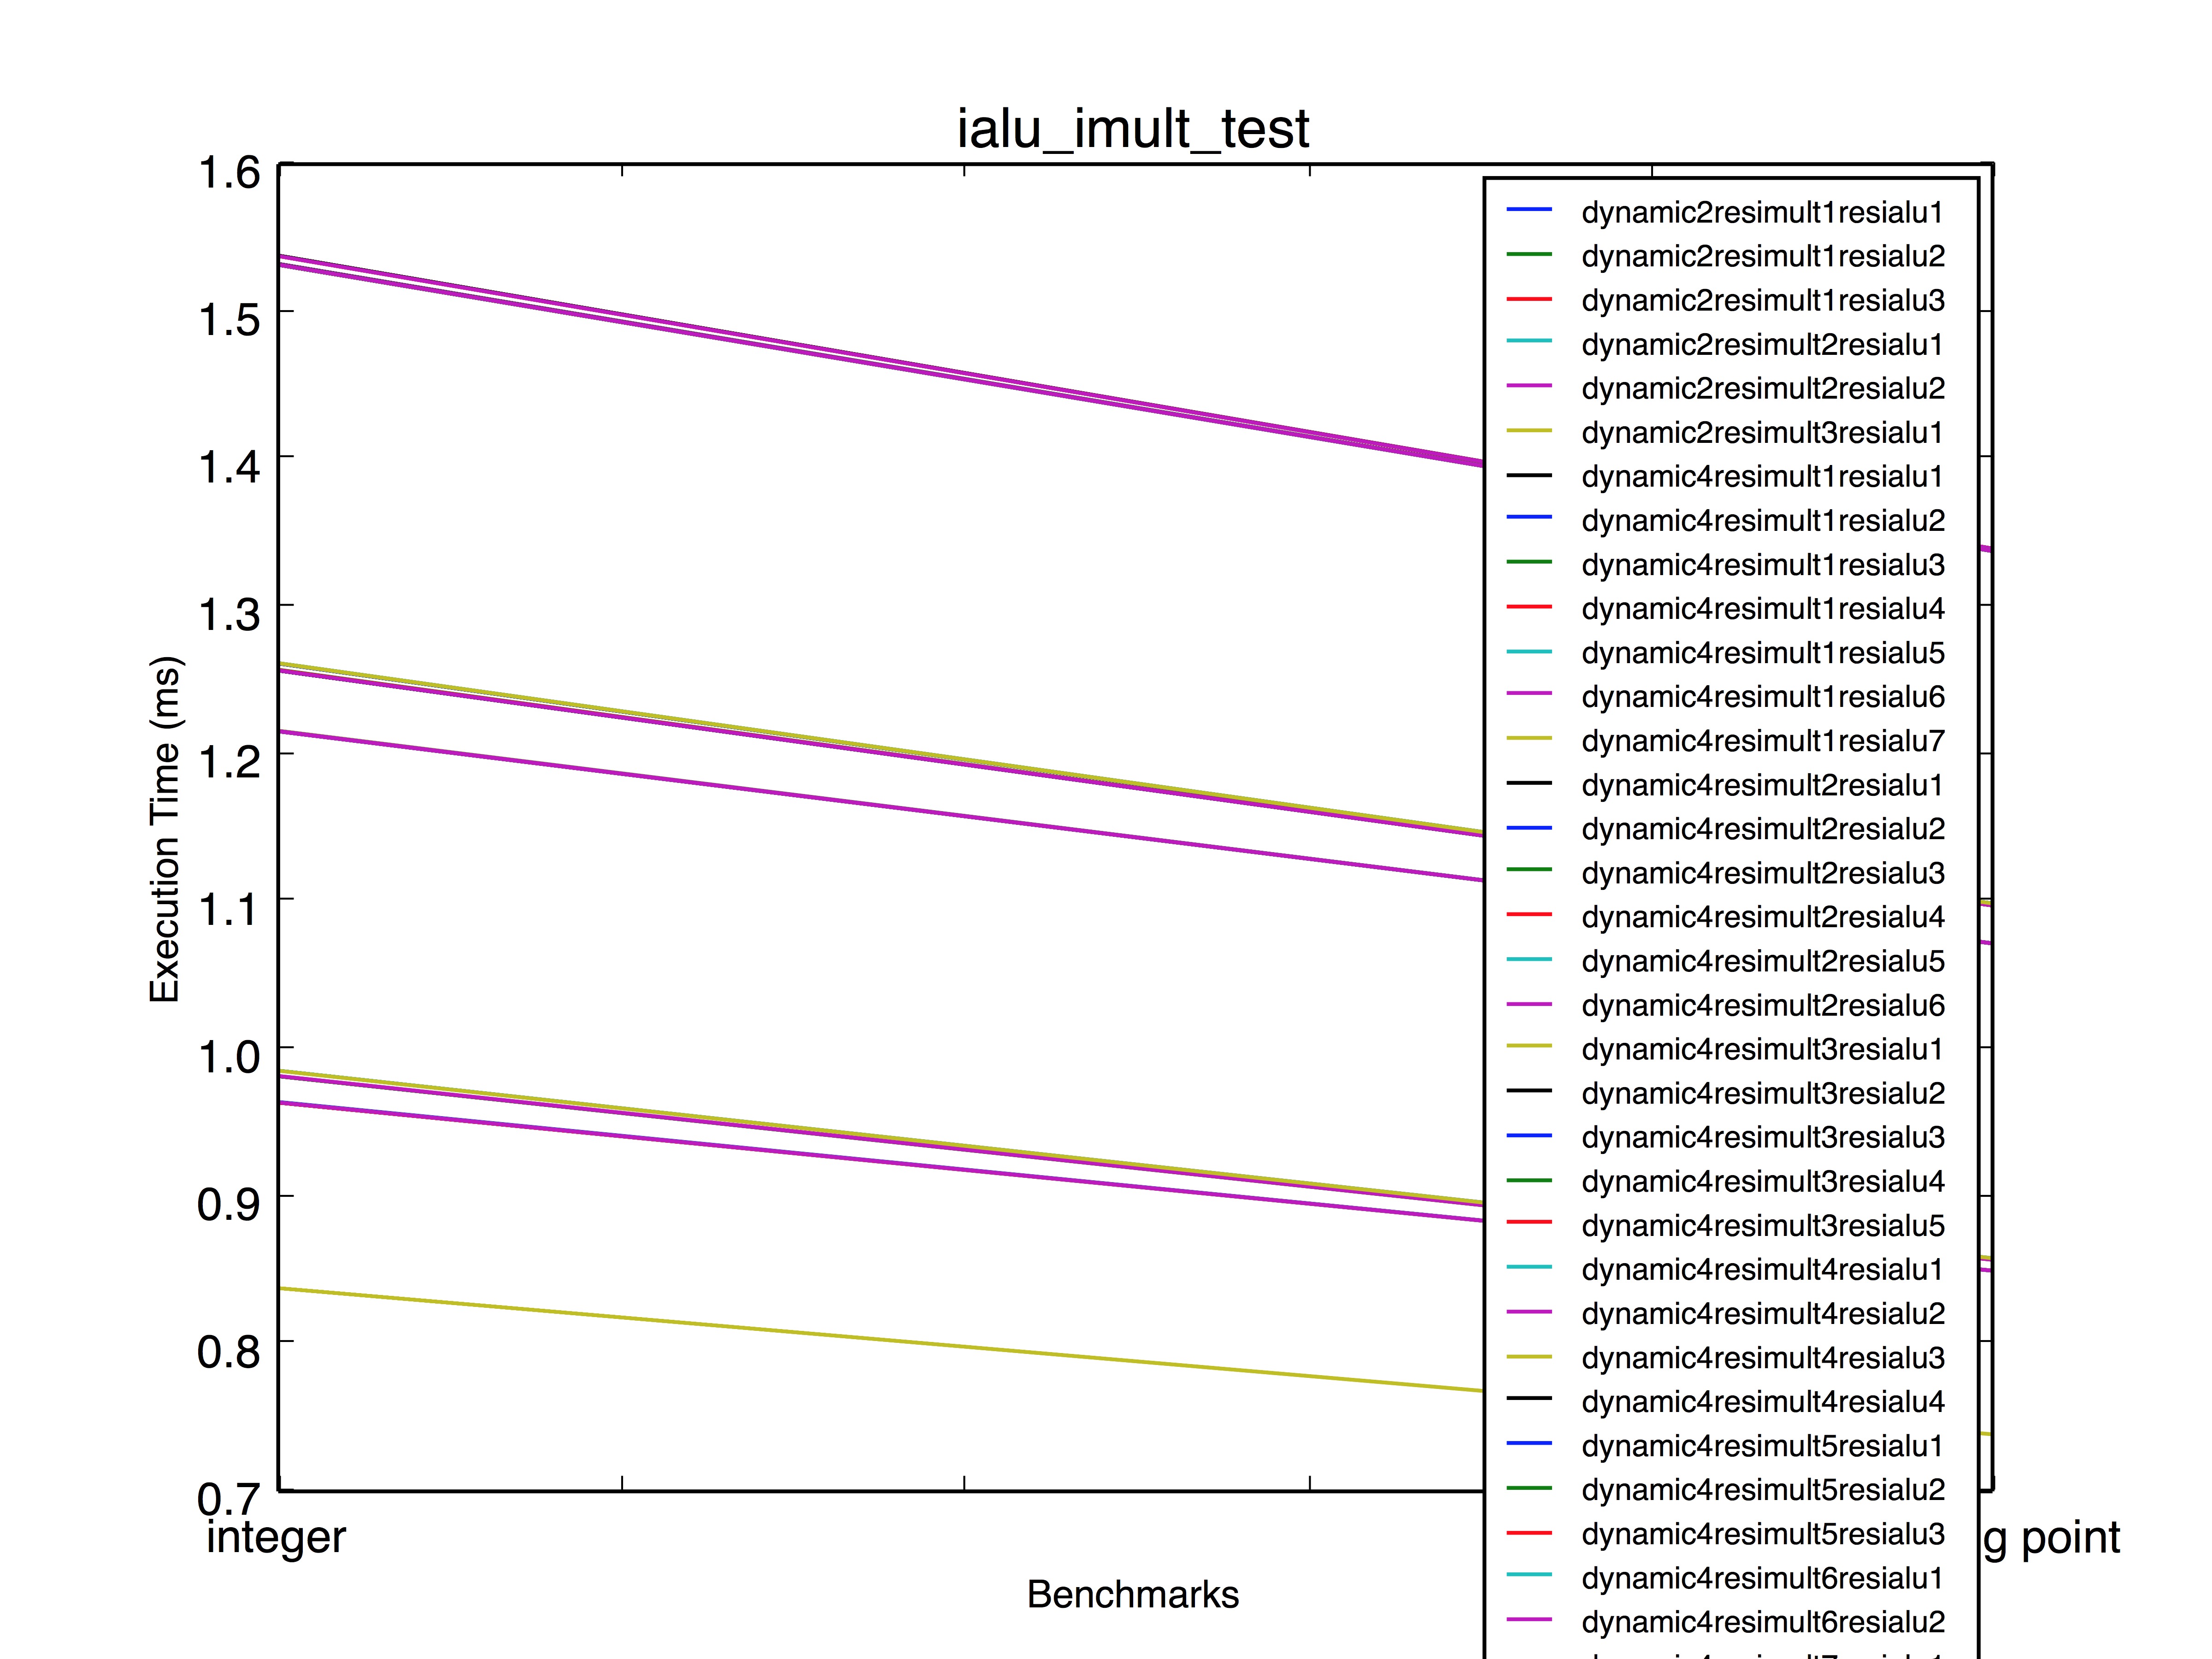 ialu_imult_test
1.6
1.5
1.4
1.3
1.2
1.1
1.0
0.9
0.8
0.7
Execution Time (ms)
integer
g point
Benchmarks
dynamic2resimult1resialu1
dynamic2resimult1resialu2
dynamic2resimult1resialu3
dynamic2resimult2resialu1
dynamic2resimult2resialu2
dynamic2resimult3resialu1
dynamic4resimult1resialu1
dynamic4resimult1resialu2
dynamic4resimult1resialu3
dynamic4resimult1resialu4
dynamic4resimult1resialu5
dynamic4resimult1resialu6
dynamic4resimult1resialu7
dynamic4resimult2resialu1
dynamic4resimult2resialu2
dynamic4resimult2resialu3
dynamic4resimult2resialu4
dynamic4resimult2resialu5
dynamic4resimult2resialu6
dynamic4resimult3resialu1
dynamic4resimult3resialu2
dynamic4resimult3resialu3
dynamic4resimult3resialu4
dynamic4resimult3resialu5
dynamic4resimult4resialu1
dynamic4resimult4resialu2
dynamic4resimult4resialu3
dynamic4resimult4resialu4
dynamic4resimult5resialu1
dynamic4resimult5resialu2
dynamic4resimult5resialu3
dynamic4resimult6resialu1
dynamic4resimult6resialu2